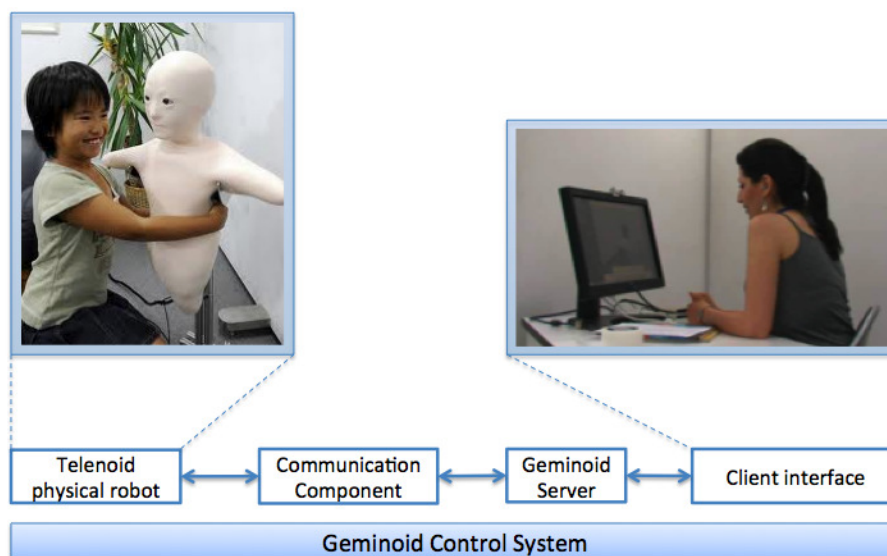 Telenoid
physical robot
Communication
Component
Geminoid
Server
Client interface
Geminoid Control System